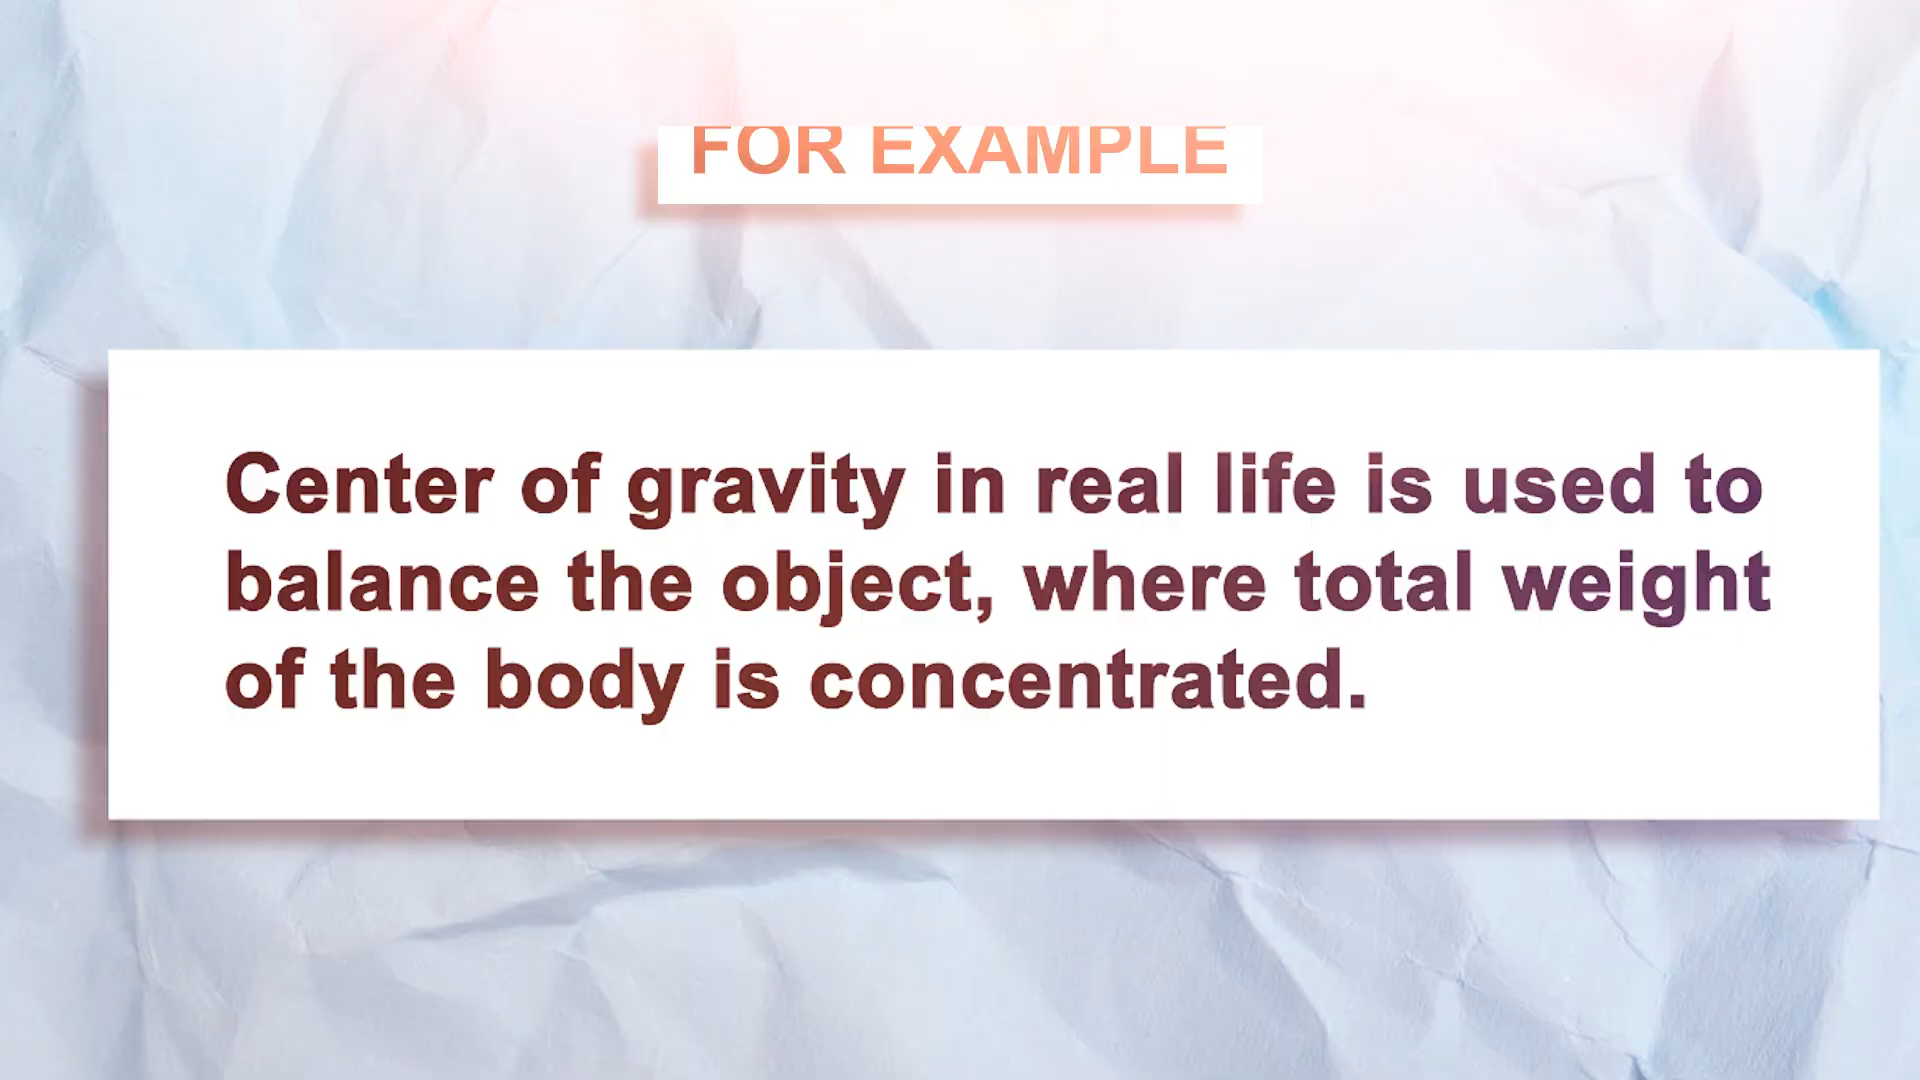 FOR EXAMPLE
Center of gravity in real life is used to
balance the object, where total weight
of the body is concentrated.